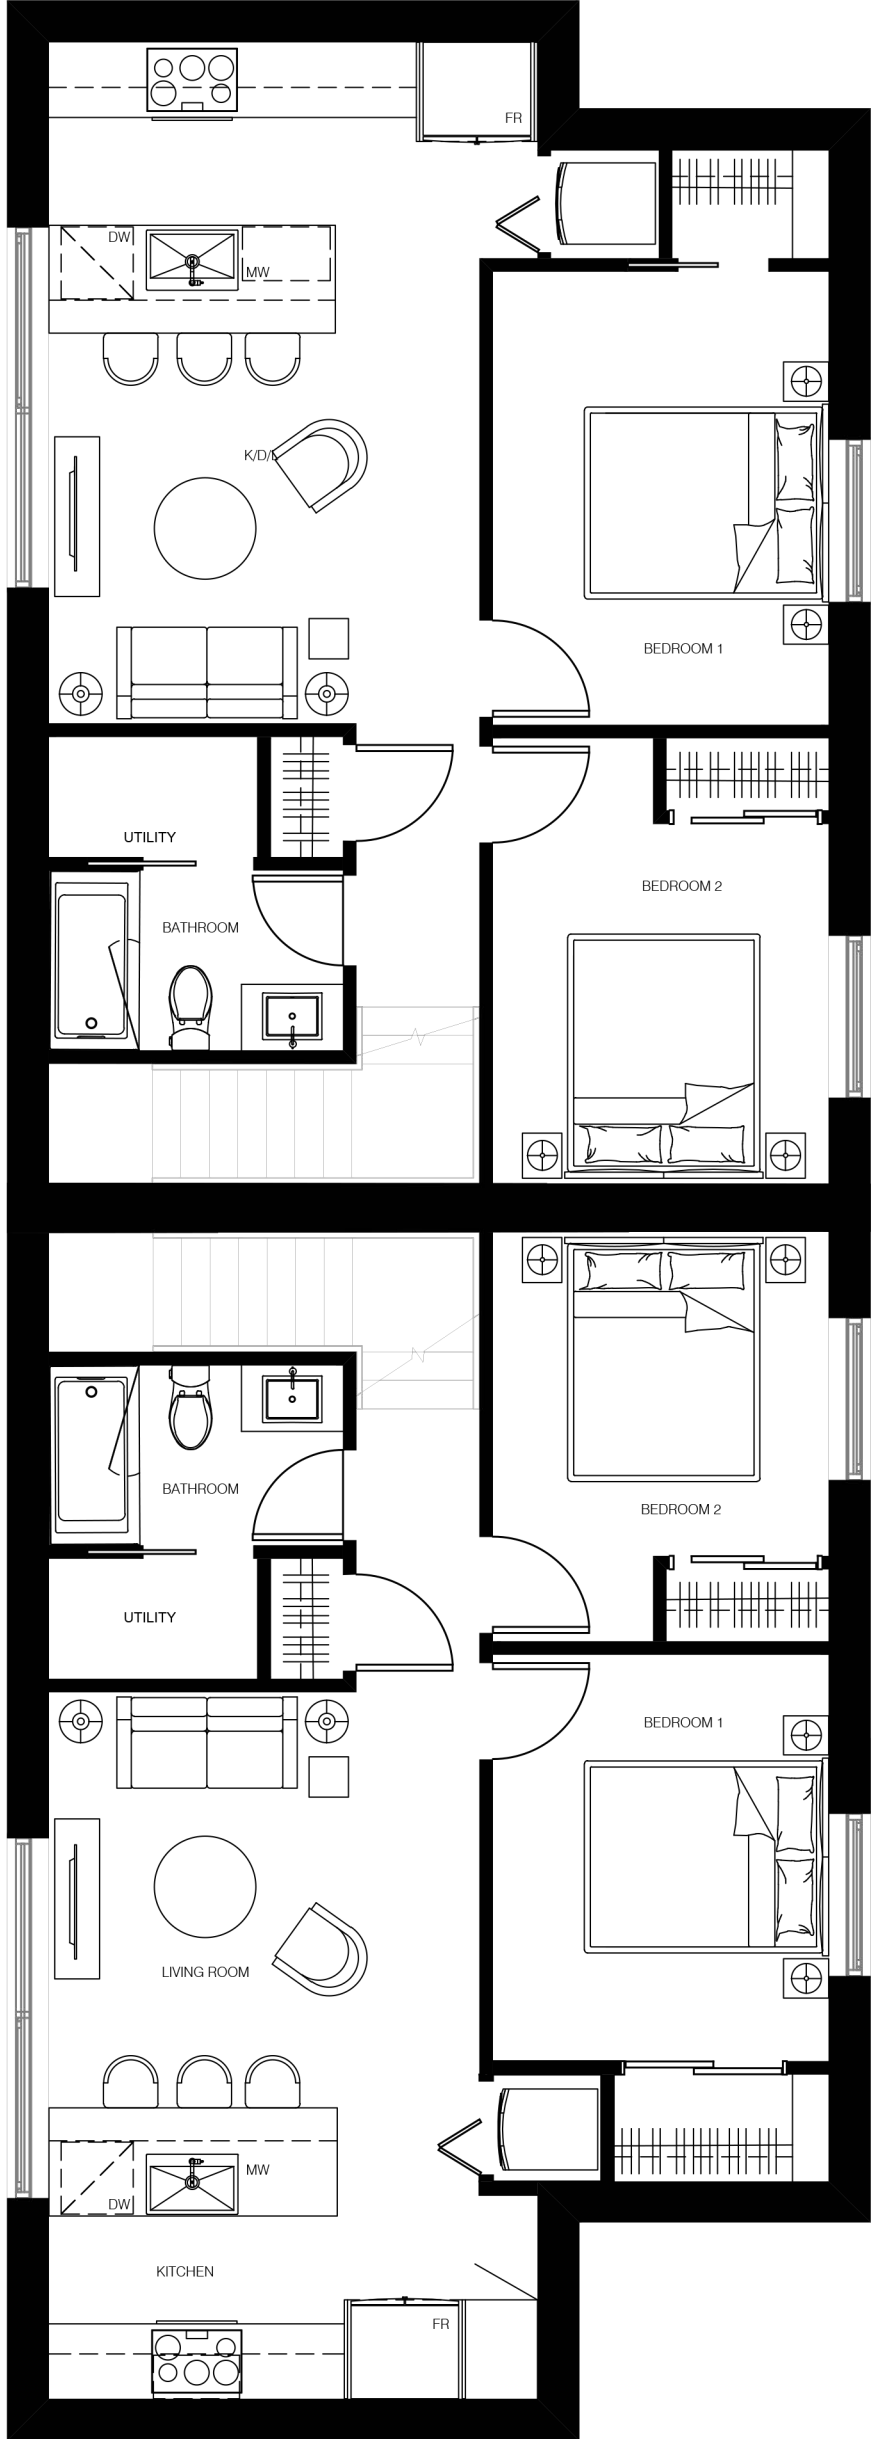 FR
DW
MW
K/D/L
BEDROOM 1
UTILITY
BEDROOM 2
BATHROOM
BATHROOM
BEDROOM 2
UTILITY
BEDROOM 1
LIVING ROOM
MW
DW
KITCHEN
FR